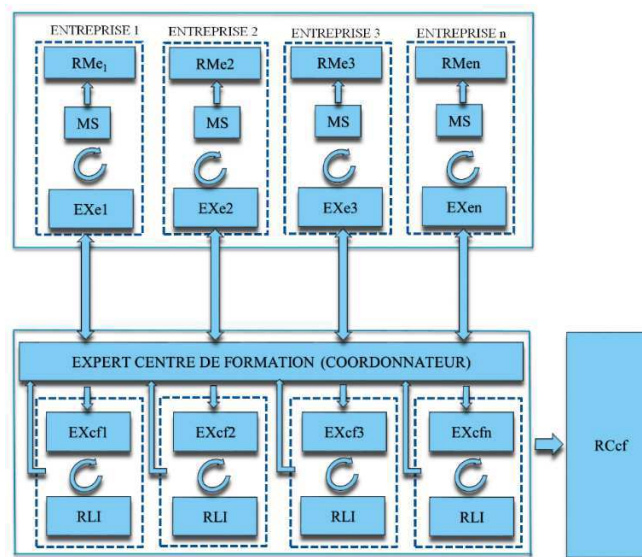 ENTREPRISE 1 ENTREPRISE 2 ENTREPRISE 3 ENTREPRISE n
RMe1 RMe2 RMe3 RMen
MS MS MS MS
EXe1 EXe2 EXe3 EXen
EXPERT CENTRE DE FORMATION (COORDONNATEUR)
EXcf1 EXcf2 EXcf3 EXcfn
RCcf
RLI RLI RLI RLI